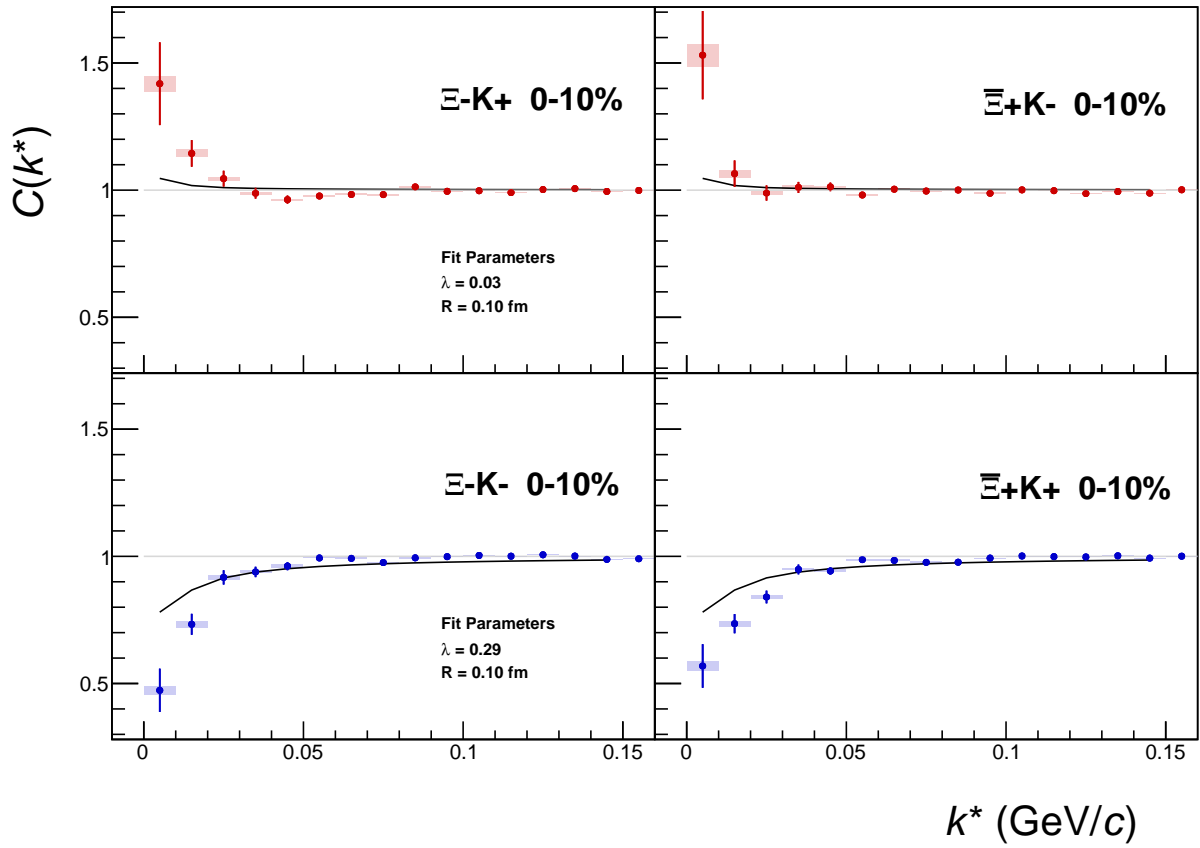 C(k*)
1.5
1
0.5
Ξ-K+ 0-10%
Fit Parameters
λ = 0.03
R = 0.10 fm
Ξ̅+K- 0-10%
1.5
1
0.5
Ξ-K- 0-10%
Fit Parameters
λ = 0.29
R = 0.10 fm
Ξ̅+K+ 0-10%
0 0.05 0.1 0.15
0 0.05 0.1 0.15
k* (GeV/c)